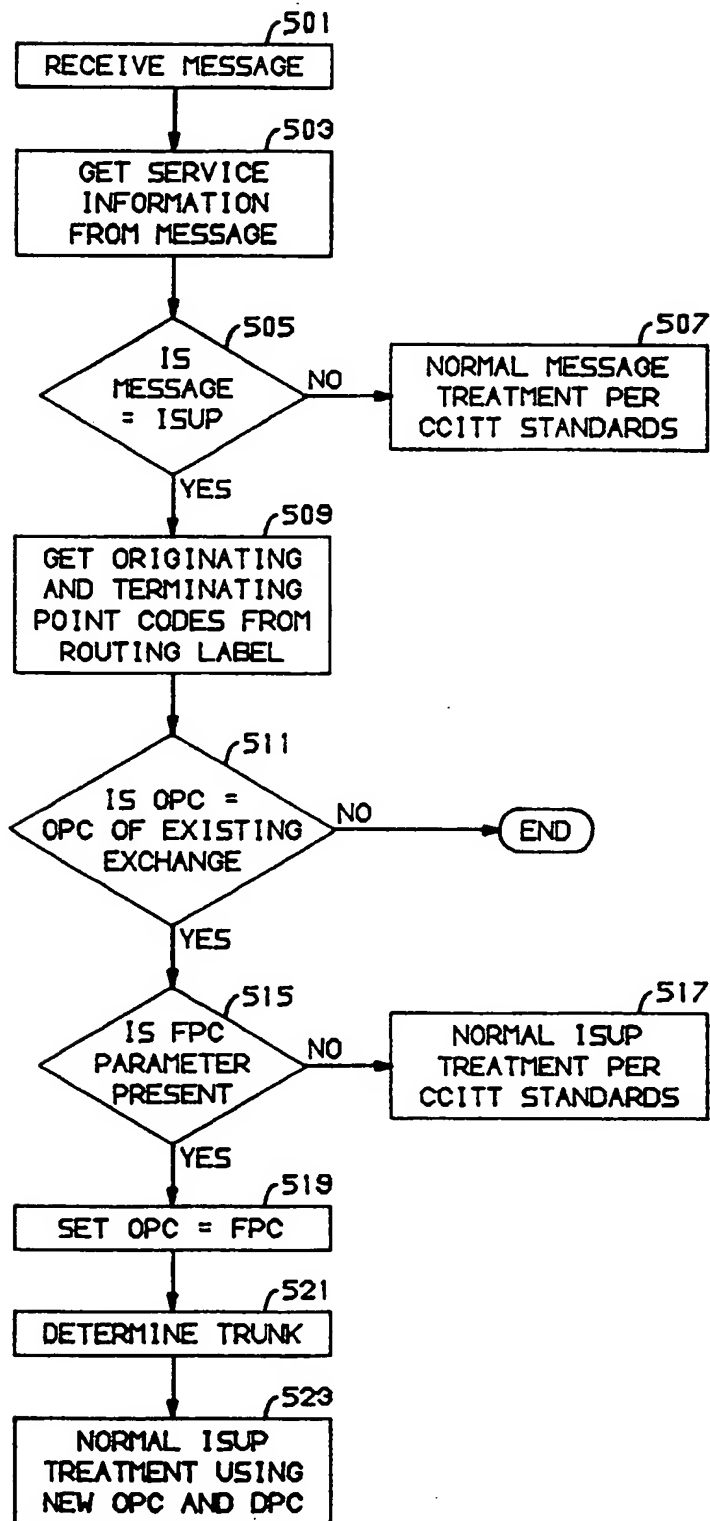 501
RECEIVE MESSAGE
503
GET SERVICE
INFORMATION
FROM MESSAGE
505
IS
MESSAGE
= ISUP
NO
507
NORMAL MESSAGE
TREATMENT PER
CCITT STANDARDS
YES
509
GET ORIGINATING
AND TERMINATING
POINT CODES FROM
ROUTING LABEL
511
IS OPC =
OPC OF EXISTING
EXCHANGE
NO
END
YES
515
IS FPC
PARAMETER
PRESENT
NO
517
NORMAL ISUP
TREATMENT PER
CCITT STANDARDS
YES
519
SET OPC = FPC
521
DETERMINE TRUNK
523
NORMAL ISUP
TREATMENT USING
NEW OPC AND DPC